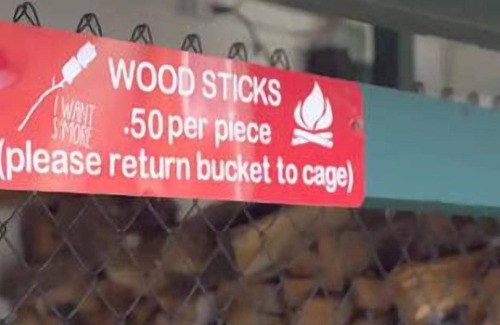 WOOD STICKS
I WANT
S'MORE
.50 per piece
(please return bucket to cage)